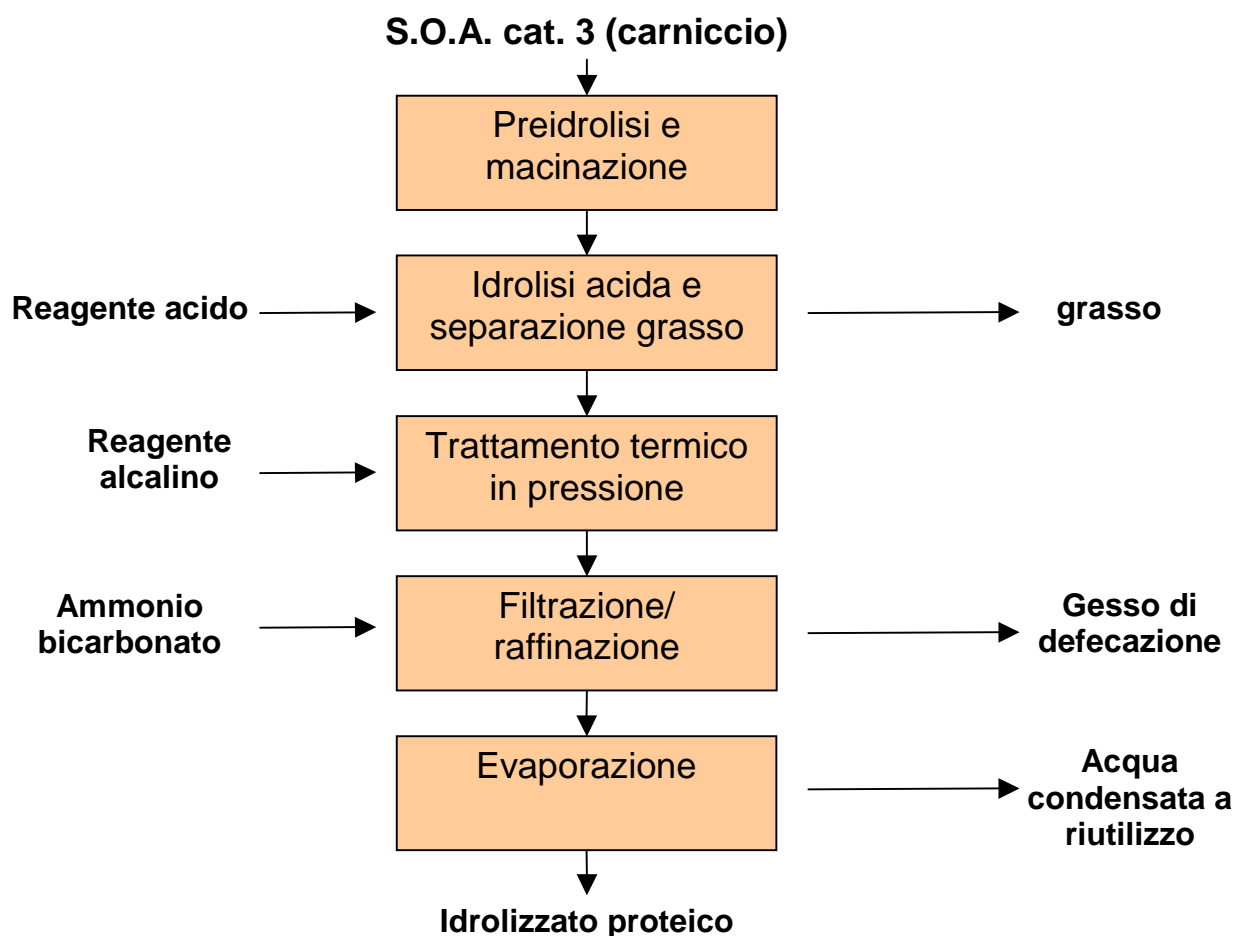 S.O.A. cat. 3 (carniccio)
Preidrolisi e
macinazione
Reagente acido
Idrolisi acida e
separazione grasso
grasso
Reagente
alcalino
Trattamento termico
in pressione
Ammonio
bicarbonato
Filtrazione/
raffinazione
Gesso di
defecazione
Evaporazione
Acqua
condensata a
riutilizzo
Idrolizzato proteico